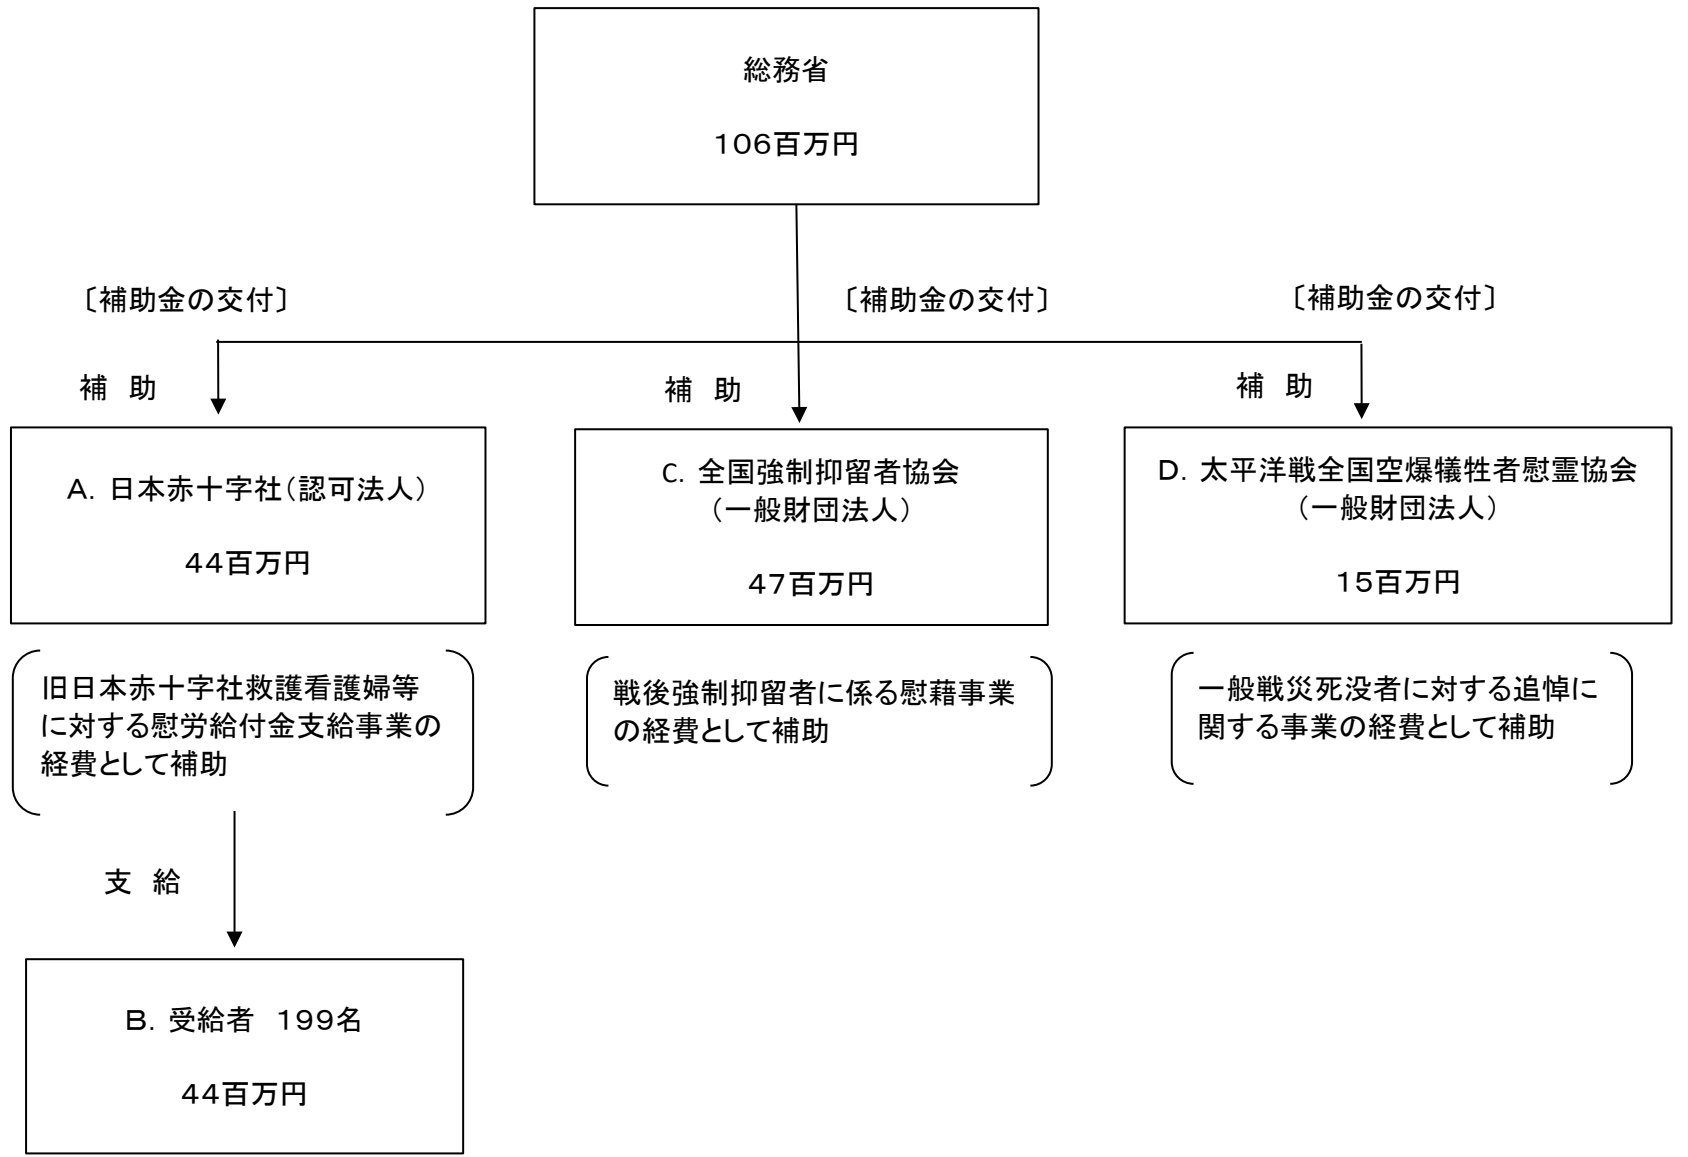 総務省
106百万円
〔補助金の交付〕
〔補助金の交付〕
〔補助金の交付〕
補　助
補　助
補　助
A. 日本赤十字社（認可法人）
44百万円
C. 全国強制抑留者協会
（一般財団法人）
47百万円
D. 太平洋戦全国空爆犠牲者慰霊協会
（一般財団法人）
15百万円
旧日本赤十字社救護看護婦等
に対する慰労給付金支給事業の
経費として補助
戦後強制抑留者に係る慰藉事業
の経費として補助
一般戦災死没者に対する追悼に
関する事業の経費として補助
支　給
B. 受給者　199名
44百万円